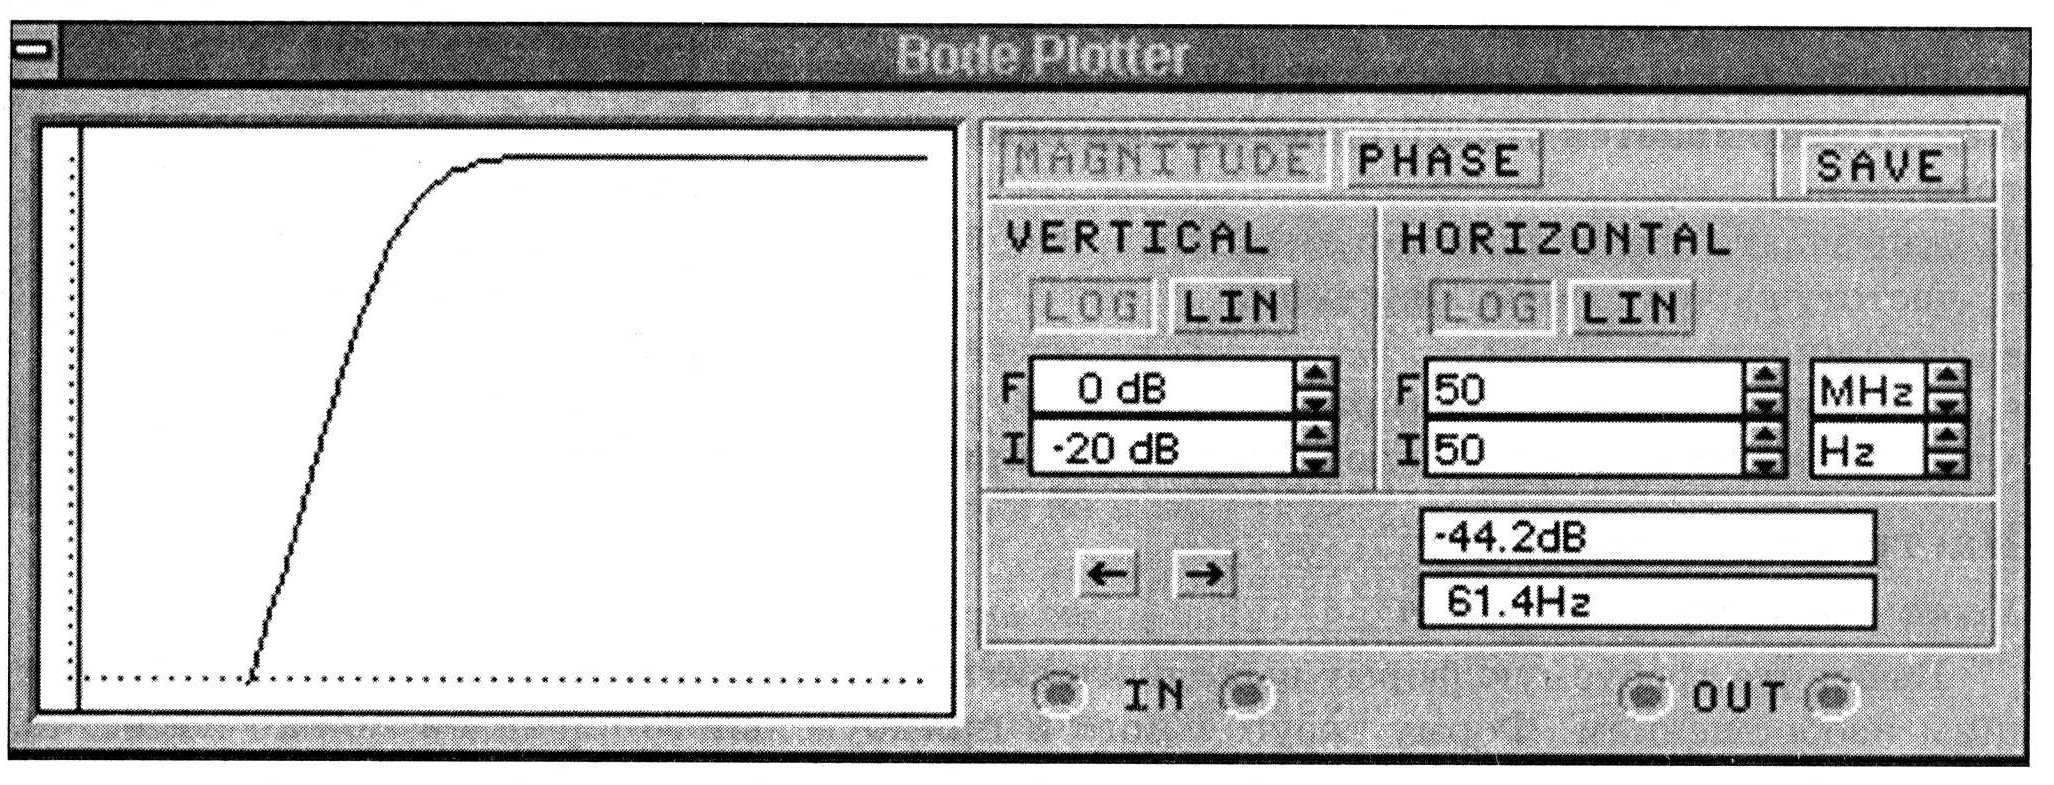 Bode Plotter
MAGNITUDE PHASE SAVE
VERTICAL HORIZONTAL
LOG LIN LOG LIN
F 0 dB F 50 MHz
I -20 dB I 50 Hz
← → -44.2dB
61.4Hz
IN OUT